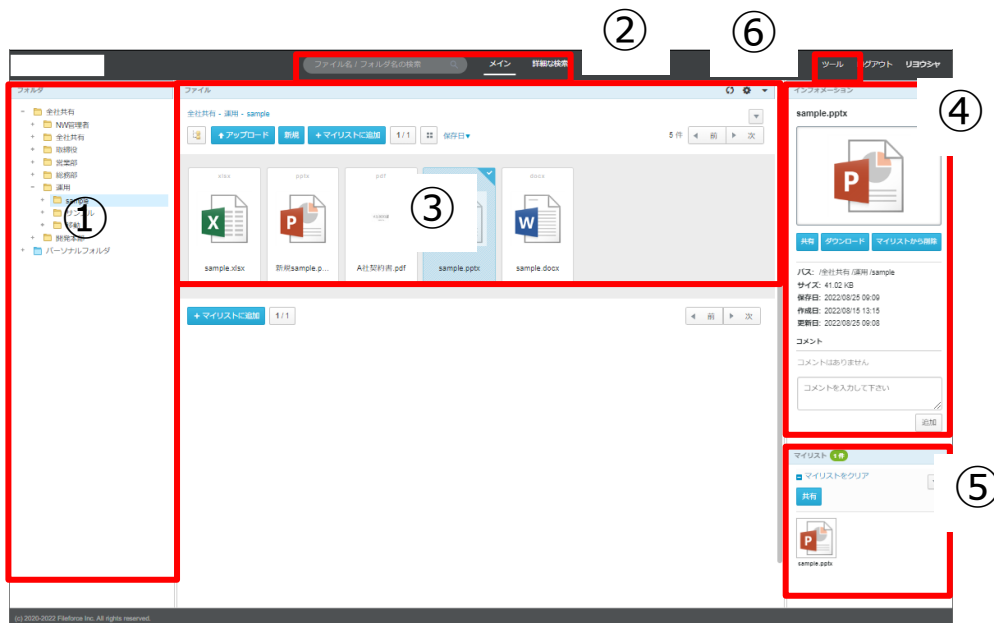 ② ⑥
ファイル名 / フォルダ名の検索 メイン 詳細な検索 ツール グアウト リヨウシャ
フォルダ
- 全社共有
+ NW管理者
+ 全社共有
+ 取締役
+ 営業部
+ 総務部
- 運用
+ sample
+ サンプル
+ 移動
+ 開発本部
+ パーソナルフォルダ
①
ファイル
全社共有 - 運用 - sample
アップロード 新規 +マイリストに追加 1/1 保存日▾ 5 件 ◂ 前 ▸ 次
xlsx pptx pdf docx
③
sample.xlsx 新規sample.p... A社契約書.pdf sample.pptx sample.docx
+マイリストに追加 1/1 ◂ 前 ▸ 次
インフォメーション
④
sample.pptx
共有 ダウンロード マイリストから削除
パス: /全社共有 /運用 /sample
サイズ: 41.02 KB
保存日: 2022/08/25 09:09
作成日: 2022/08/15 13:15
更新日: 2022/08/25 09:08
コメント
コメントはありません
コメントを入力して下さい
追加
マイリスト 1件
マイリストをクリア
⑤
共有
sample.pptx
(c) 2020-2022 Fileforce Inc. All rights reserved.